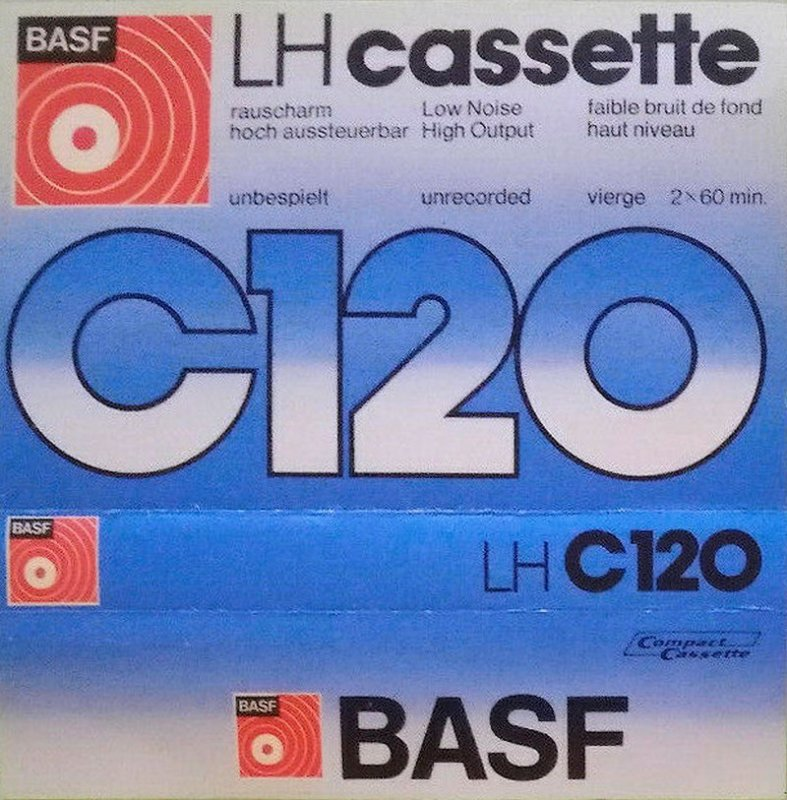 BASF
LH cassette
rauscharm
hoch aussteuerbar
Low Noise
High Output
faible bruit de fond
haut niveau
unbespielt
unrecorded
vierge 2×60 min.
C120
BASF
LH C120
Compact
Cassette
BASF
BASF